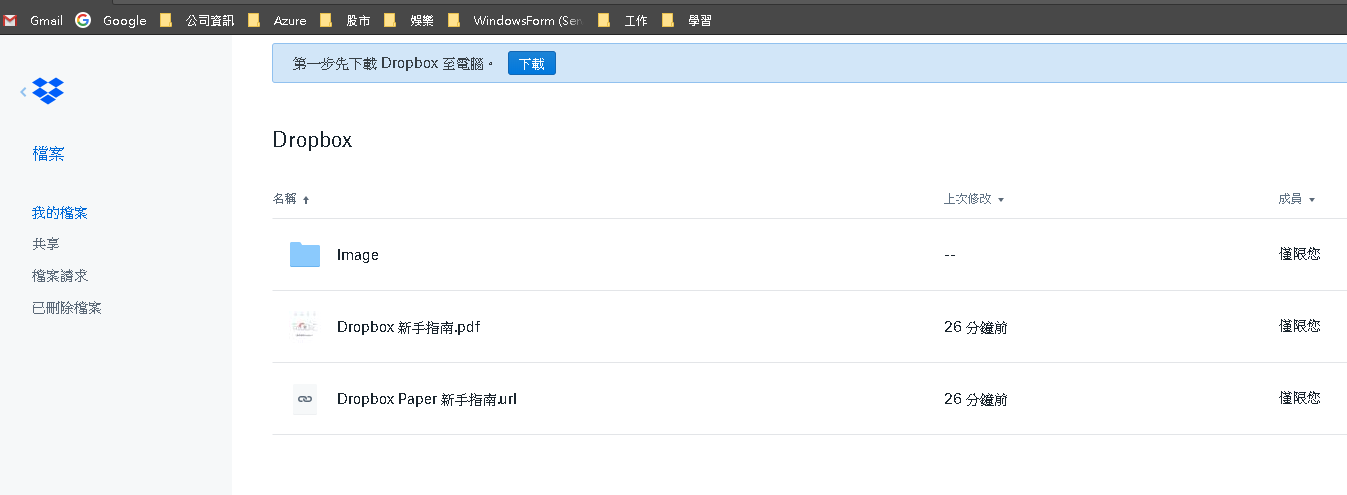 Gmail Google 公司資訊 Azure 股市 娛樂 WindowsForm (Sen 工作 學習
第一步先下載 Dropbox 至電腦。 下載
Dropbox
檔案
名稱 上次修改 成員
我的檔案
共享
檔案請求
已刪除檔案
Image -- 僅限您
Dropbox 新手指南.pdf 26 分鐘前 僅限您
Dropbox Paper 新手指南.url 26 分鐘前 僅限您